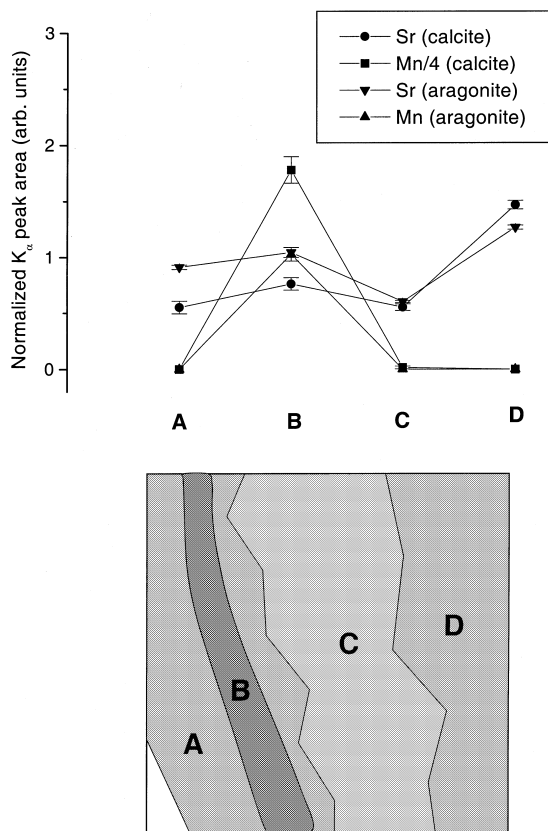 Normalized Kα peak area (arb. units)
3
2
1
0
Sr (calcite)
Mn/4 (calcite)
Sr (aragonite)
Mn (aragonite)
A B C D
D
C
B
A